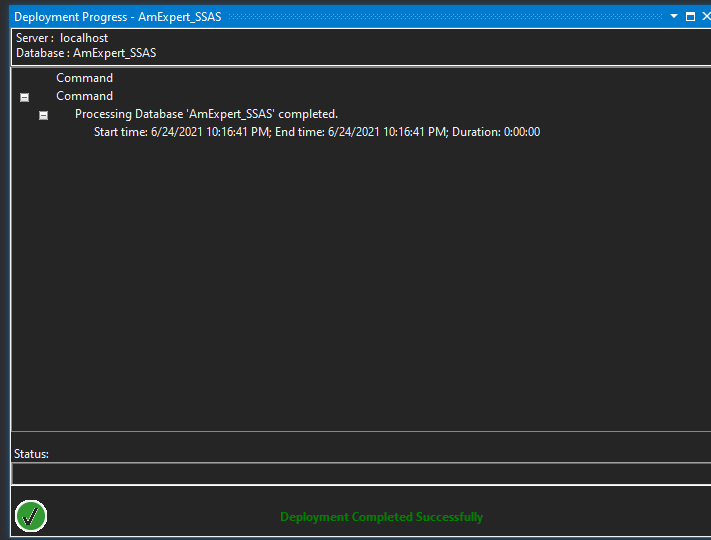 Deployment Progress - AmExpert_SSAS
Server : localhost
Database : AmExpert_SSAS
Command
Command
Processing Database 'AmExpert_SSAS' completed.
Start time: 6/24/2021 10:16:41 PM; End time: 6/24/2021 10:16:41 PM; Duration: 0:00:00
Status:
Deployment Completed Successfully